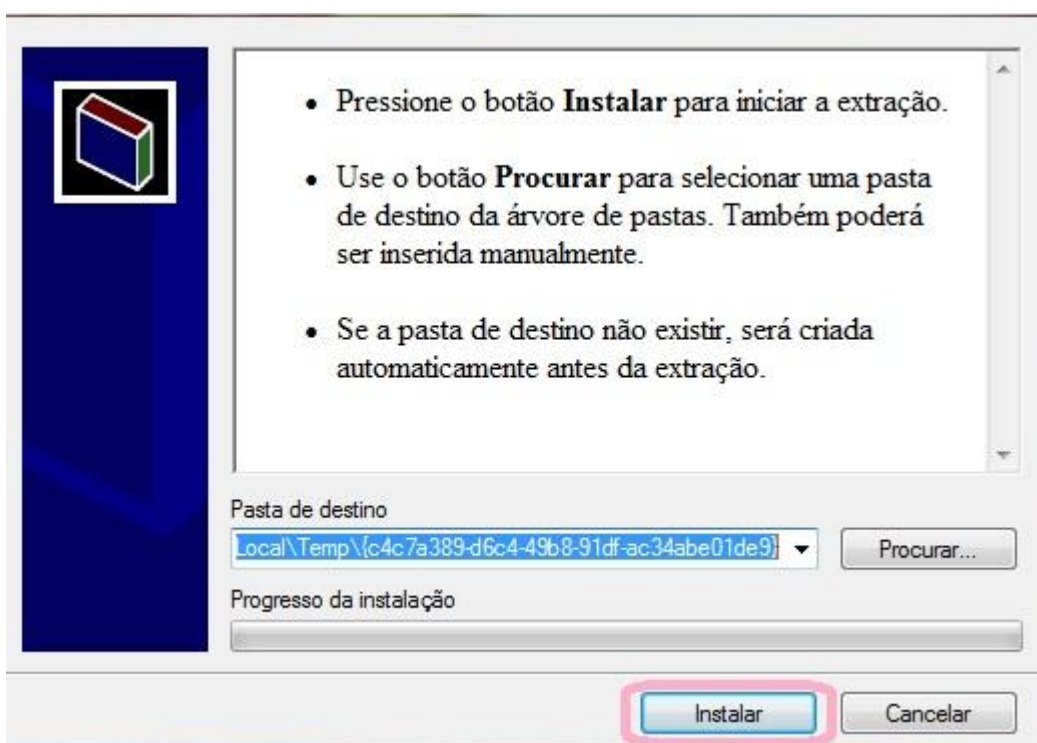 Pressione o botão Instalar para iniciar a extração.
Use o botão Procurar para selecionar uma pasta
de destino da árvore de pastas. Também poderá
ser inserida manualmente.
Se a pasta de destino não existir, será criada
automaticamente antes da extração.
Pasta de destino
Local\Temp\{c4c7a389-d6c4-49b8-91df-ac34abe01de9}
Procurar...
Progresso da instalação
Instalar
Cancelar